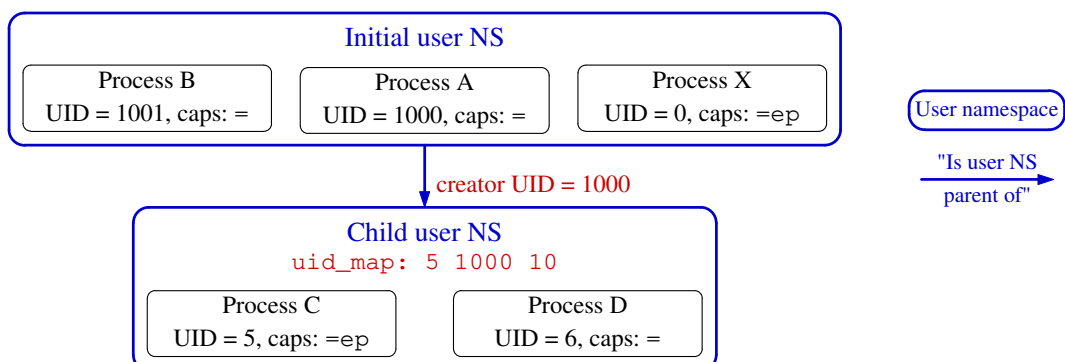 Initial user NS
Process B
UID = 1001, caps: =
Process A
UID = 1000, caps: =
Process X
UID = 0, caps: =ep
User namespace
"Is user NS
parent of"
creator UID = 1000
Child user NS
uid_map: 5 1000 10
Process C
UID = 5, caps: =ep
Process D
UID = 6, caps: =